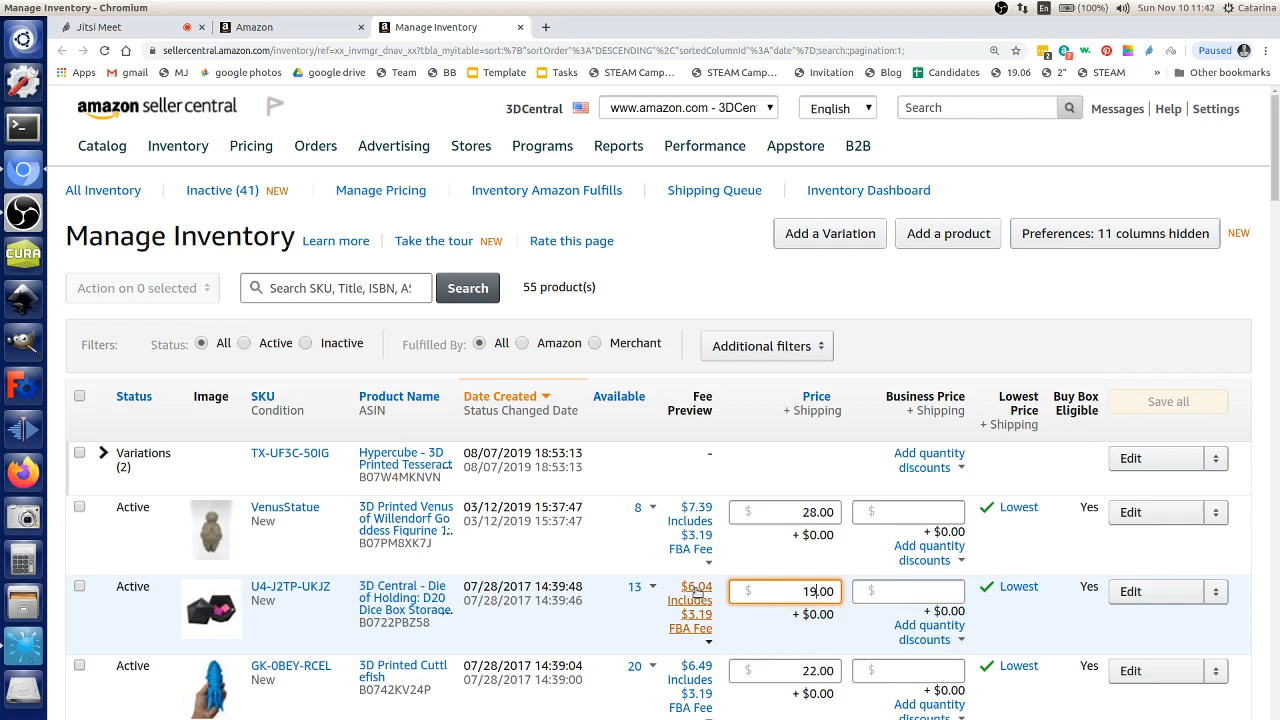 Manage Inventory - Chromium
En
(100%)
Sun Nov 10 11:42
Catarina
Jitsi Meet
Amazon
Manage Inventory
sellercentral.amazon.com/inventory/ref=xx_invmgr_dnav_xx?tbla_myitable=sort:%7B"sortOrder"%3A"DESCENDING"%2C"sortedColumnId"%3A"date"%7D;search:;pagination:1;
Paused
Apps
gmail
MJ
google photos
google drive
Team
BB
Template
Tasks
STEAM Camp...
STEAM Camp...
Invitation
Blog
Candidates
19.06
2"
STEAM
»
Other bookmarks
amazon seller central
3DCentral
www.amazon.com - 3DCen
English
Search
Messages | Help | Settings
Catalog
Inventory
Pricing
Orders
Advertising
Stores
Programs
Reports
Performance
Appstore
B2B
All Inventory
Inactive (41) NEW
Manage Pricing
Inventory Amazon Fulfills
Shipping Queue
Inventory Dashboard
Manage Inventory
Learn more
Take the tour NEW
Rate this page
Add a Variation
Add a product
Preferences: 11 columns hidden
NEW
Action on 0 selected
Search SKU, Title, ISBN, AS
Search
55 product(s)
Filters:
Status:
All
Active
Inactive
Fulfilled By:
All
Amazon
Merchant
Additional filters
Status
Image
SKU
Condition
Product Name
ASIN
Date Created
Status Changed Date
Available
Fee
Preview
Price
+ Shipping
Business Price
+ Shipping
Lowest
Price
+ Shipping
Buy Box
Eligible
Save all
Variations
(2)
TX-UF3C-50IG
Hypercube - 3D
Printed Tesseract
B07W4MKNVN
08/07/2019 18:53:13
08/07/2019 18:53:13
-
Add quantity
discounts
Edit
Active
VenusStatue
New
3D Printed Venus
of Willendorf Go
ddess Figurine 1..
B07PM8XK7J
03/12/2019 15:37:47
03/12/2019 15:37:47
8
$7.39
Includes
$3.19
FBA Fee
$ 28.00
+ $0.00
$
+ $0.00
Add quantity
discounts
Lowest
Yes
Edit
Active
U4-J2TP-UKJZ
New
3D Central - Die
of Holding: D20
Dice Box Storage.
B0722PBZ58
07/28/2017 14:39:48
07/28/2017 14:39:46
13
$6.04
Includes
$3.19
FBA Fee
$ 19.00
+ $0.00
$
+ $0.00
Add quantity
discounts
Lowest
Yes
Edit
Active
GK-0BEY-RCEL
New
3D Printed Cuttl
efish
B0742KV24P
07/28/2017 14:39:04
07/28/2017 14:39:00
20
$6.49
Includes
$3.19
FBA Fee
$ 22.00
+ $0.00
$
+ $0.00
Add quantity
discounts
Lowest
Yes
Edit
CURA